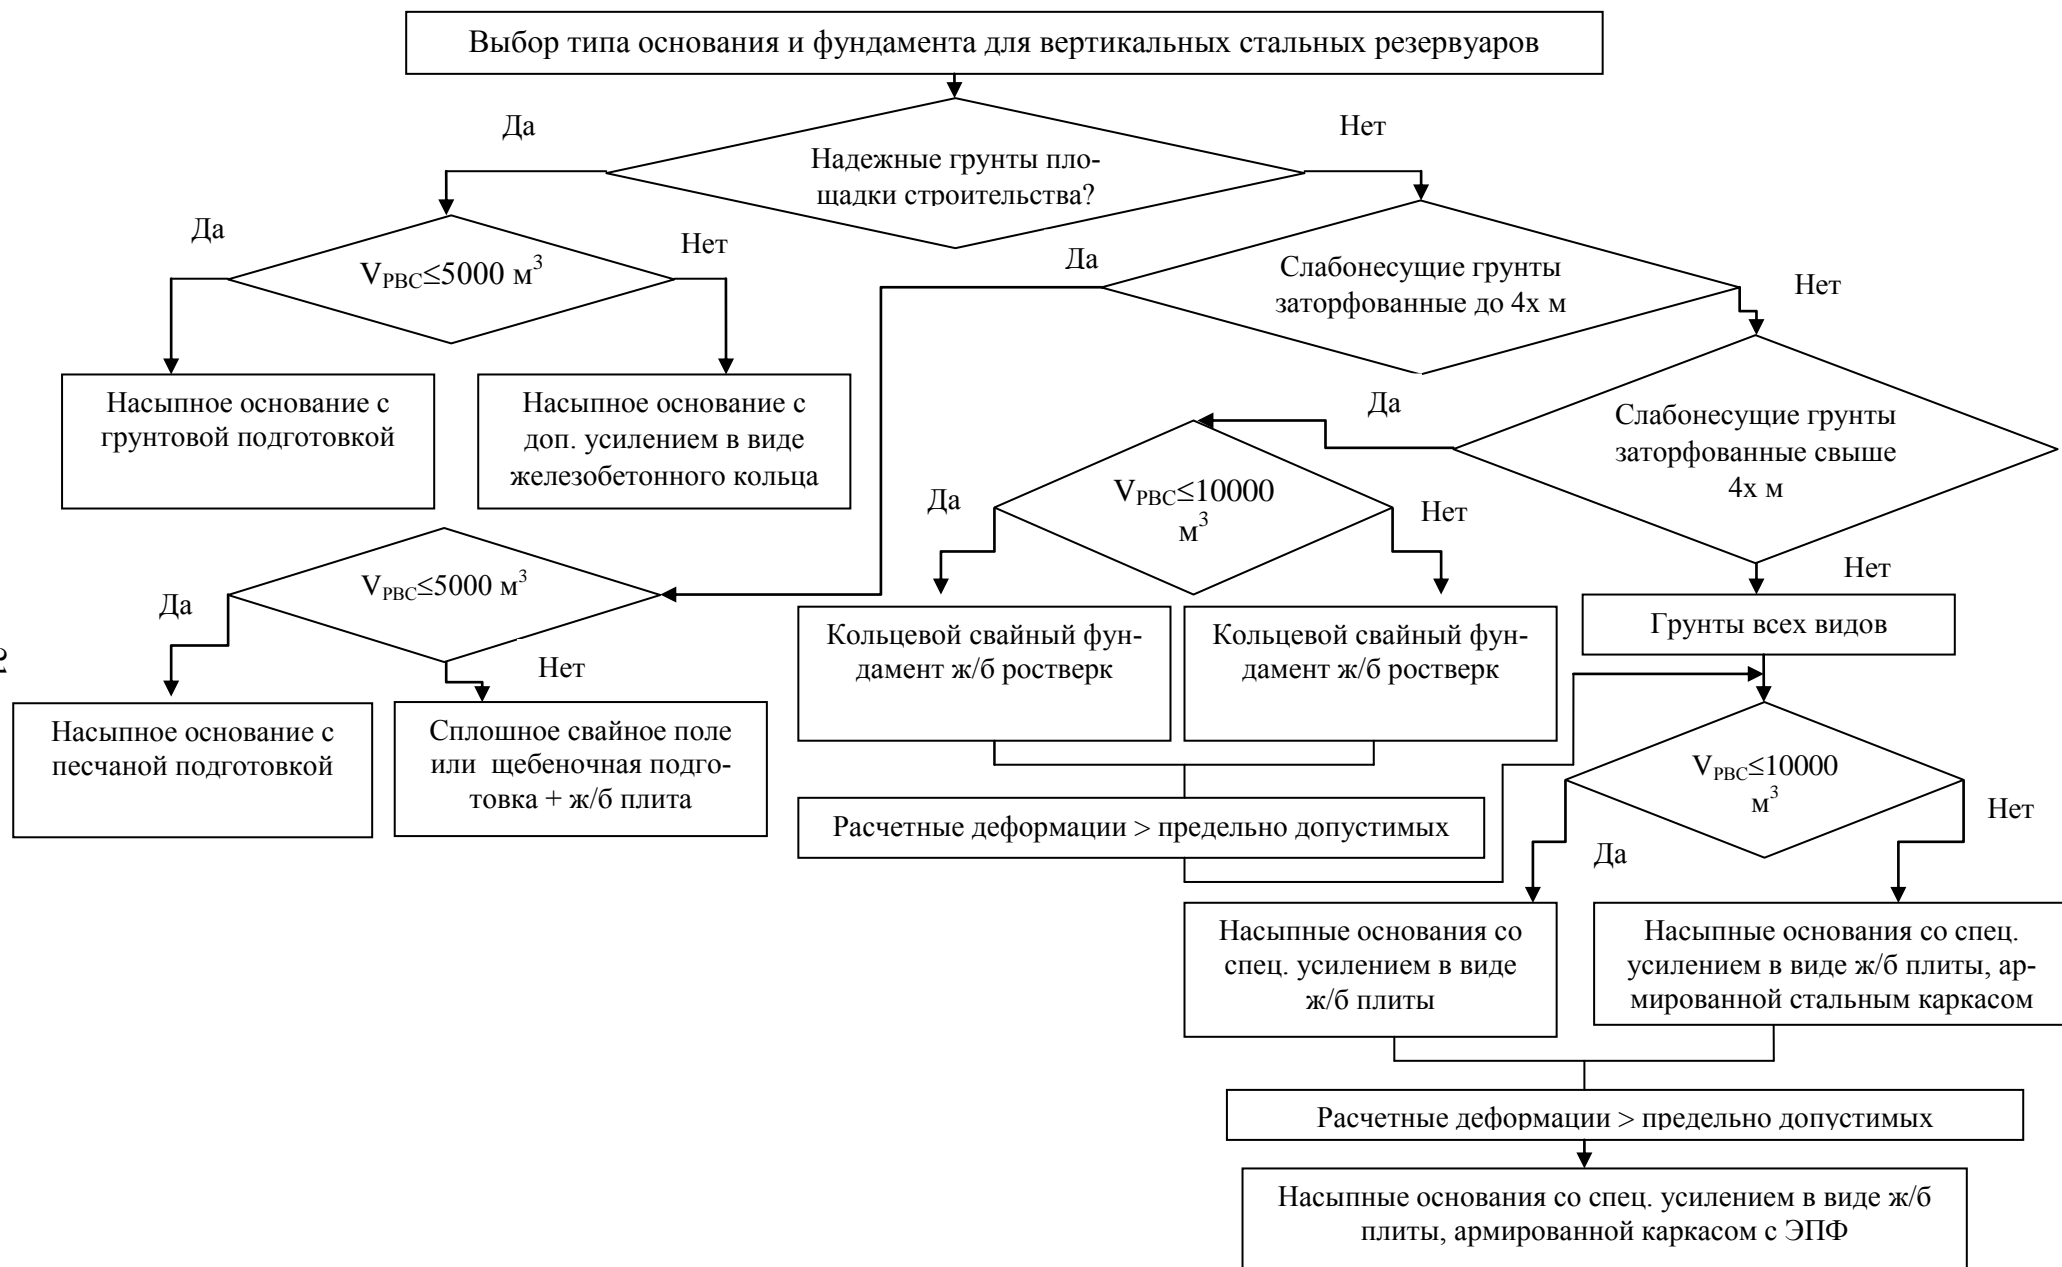 Выбор типа основания и фундамента для вертикальных стальных резервуаров
Да
Нет
Надежные грунты пло-
щадки строительства?
Да
Нет
V_РВС≤5000 м³
Да
Слабонесущие грунты
заторфованные до 4х м
Нет
Насыпное основание с
грунтовой подготовкой
Насыпное основание с
доп. усилением в виде
железобетонного кольца
Да
Слабонесущие грунты
заторфованные свыше
4х м
Да
V_РВС≤10000
м³
Нет
Нет
V_РВС≤5000 м³
Да
Нет
Кольцевой свайный фун-
дамент ж/б ростверк
Кольцевой свайный фун-
дамент ж/б ростверк
Грунты всех видов
Насыпное основание с
песчаной подготовкой
Сплошное свайное поле
или щебеночная подго-
товка + ж/б плита
V_РВС≤10000
м³
Нет
Да
Расчетные деформации > предельно допустимых
Насыпные основания со
спец. усилением в виде
ж/б плиты
Насыпные основания со спец.
усилением в виде ж/б плиты, ар-
мированной стальным каркасом
Расчетные деформации > предельно допустимых
Насыпные основания со спец. усилением в виде ж/б
плиты, армированной каркасом с ЭПФ